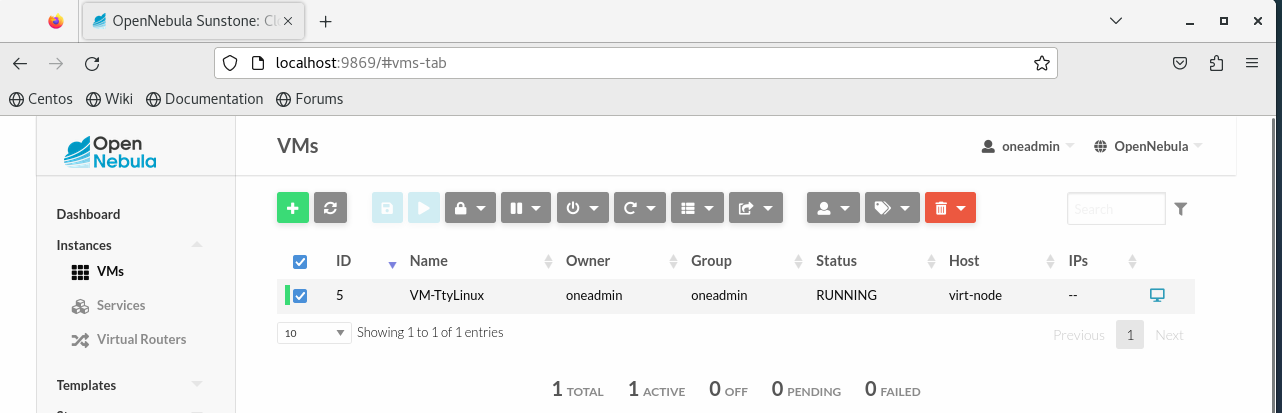 OpenNebula Sunstone: Cl
localhost:9869/#vms-tab
Centos Wiki Documentation Forums
Open
Nebula
VMs
oneadmin OpenNebula
Dashboard
Instances
VMs
Services
Virtual Routers
Templates
Search
ID Name Owner Group Status Host IPs
5 VM-TtyLinux oneadmin oneadmin RUNNING virt-node --
10 Showing 1 to 1 of 1 entries
Previous 1 Next
1 TOTAL 1 ACTIVE 0 OFF 0 PENDING 0 FAILED